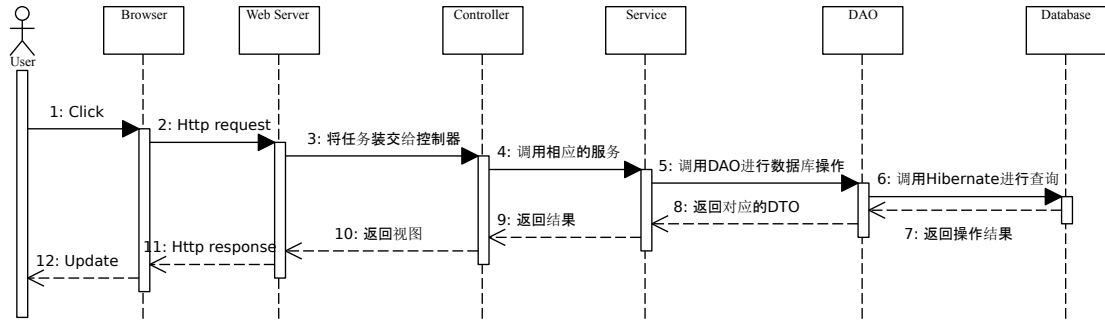 Browser
Web Server
Controller
Service
DAO
Database
User
1: Click
2: Http request
3: 将任务装交给控制器
4: 调用相应的服务
5: 调用DAO进行数据库操作
6: 调用Hibernate进行查询
7: 返回操作结果
8: 返回对应的DTO
9: 返回结果
10: 返回视图
11: Http response
12: Update